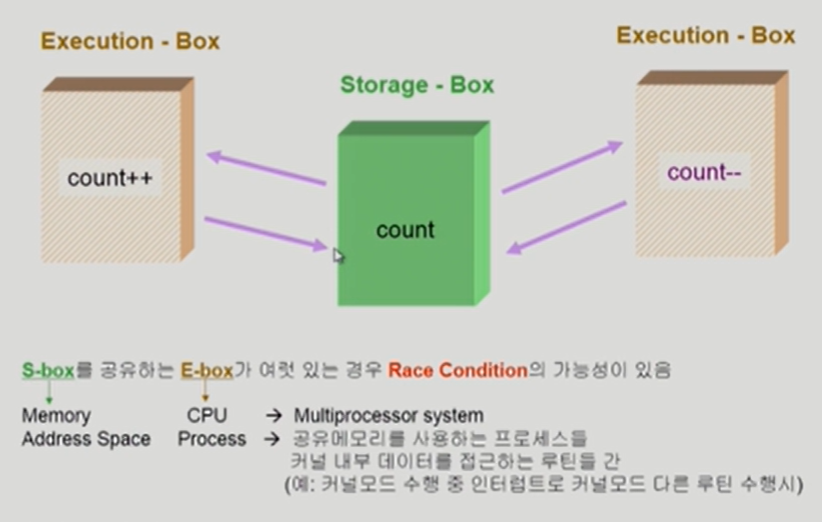 Execution - Box
Execution - Box
Storage - Box
count++
count
count--
S-box를 공유하는 E-box가 여럿 있는 경우 Race Condition의 가능성이 있음
Memory CPU → Multiprocessor system
Address Space Process → 공유메모리를 사용하는 프로세스들
커널 내부 데이터를 접근하는 루틴들 간
(예: 커널모드 수행 중 인터럽트로 커널모드 다른 루틴 수행시)